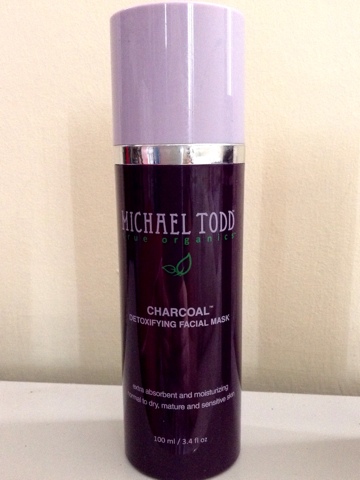 MICHAEL TODD
true organics
CHARCOAL™
DETOXIFYING FACIAL MASK
extra absorbent and moisturizing
normal to dry, mature and sensitive skin
100 ml / 3.4 fl oz